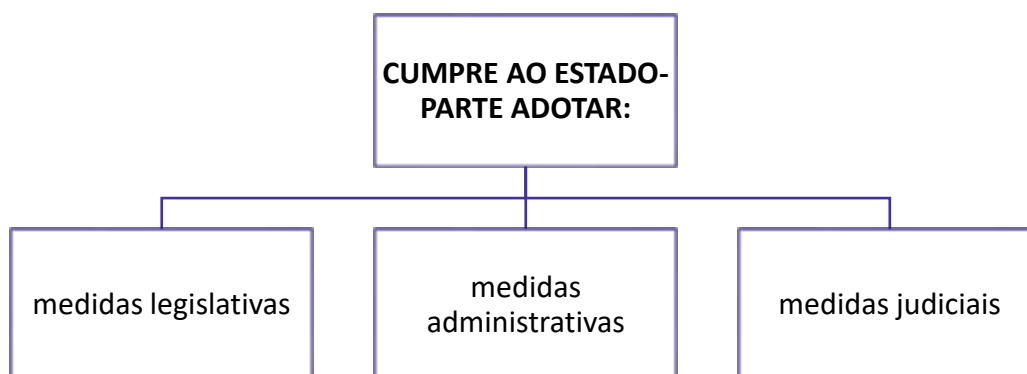 CUMPRE AO ESTADO-
PARTE ADOTAR:
medidas legislativas
medidas
administrativas
medidas judiciais